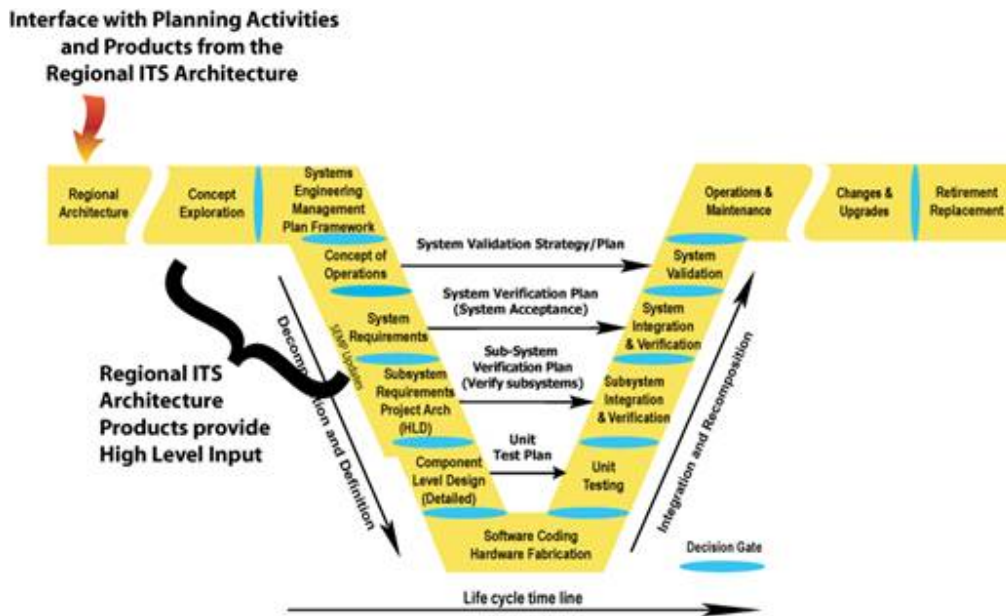 Interface with Planning Activities
and Products from the
Regional ITS Architecture
Regional
Architecture
Concept
Exploration
Systems
Engineering
Management
Plan Framework
Concept of
Operations
System
Requirements
SEMP Updates
Subsystem
Requirements
Project Arch
(HLD)
Component
Level Design
(Detailed)
Software Coding
Hardware Fabrication
Unit
Testing
Subsystem
Integration
& Verification
System
Integration
& Verification
System
Validation
Operations &
Maintenance
Changes &
Upgrades
Retirement
Replacement
System Validation Strategy/Plan
System Verification Plan
(System Acceptance)
Sub-System
Verification Plan
(Verify subsystems)
Unit
Test Plan
Regional ITS
Architecture
Products provide
High Level Input
and Definition
Integration and Recomposition
Decision Gate
Life cycle time line